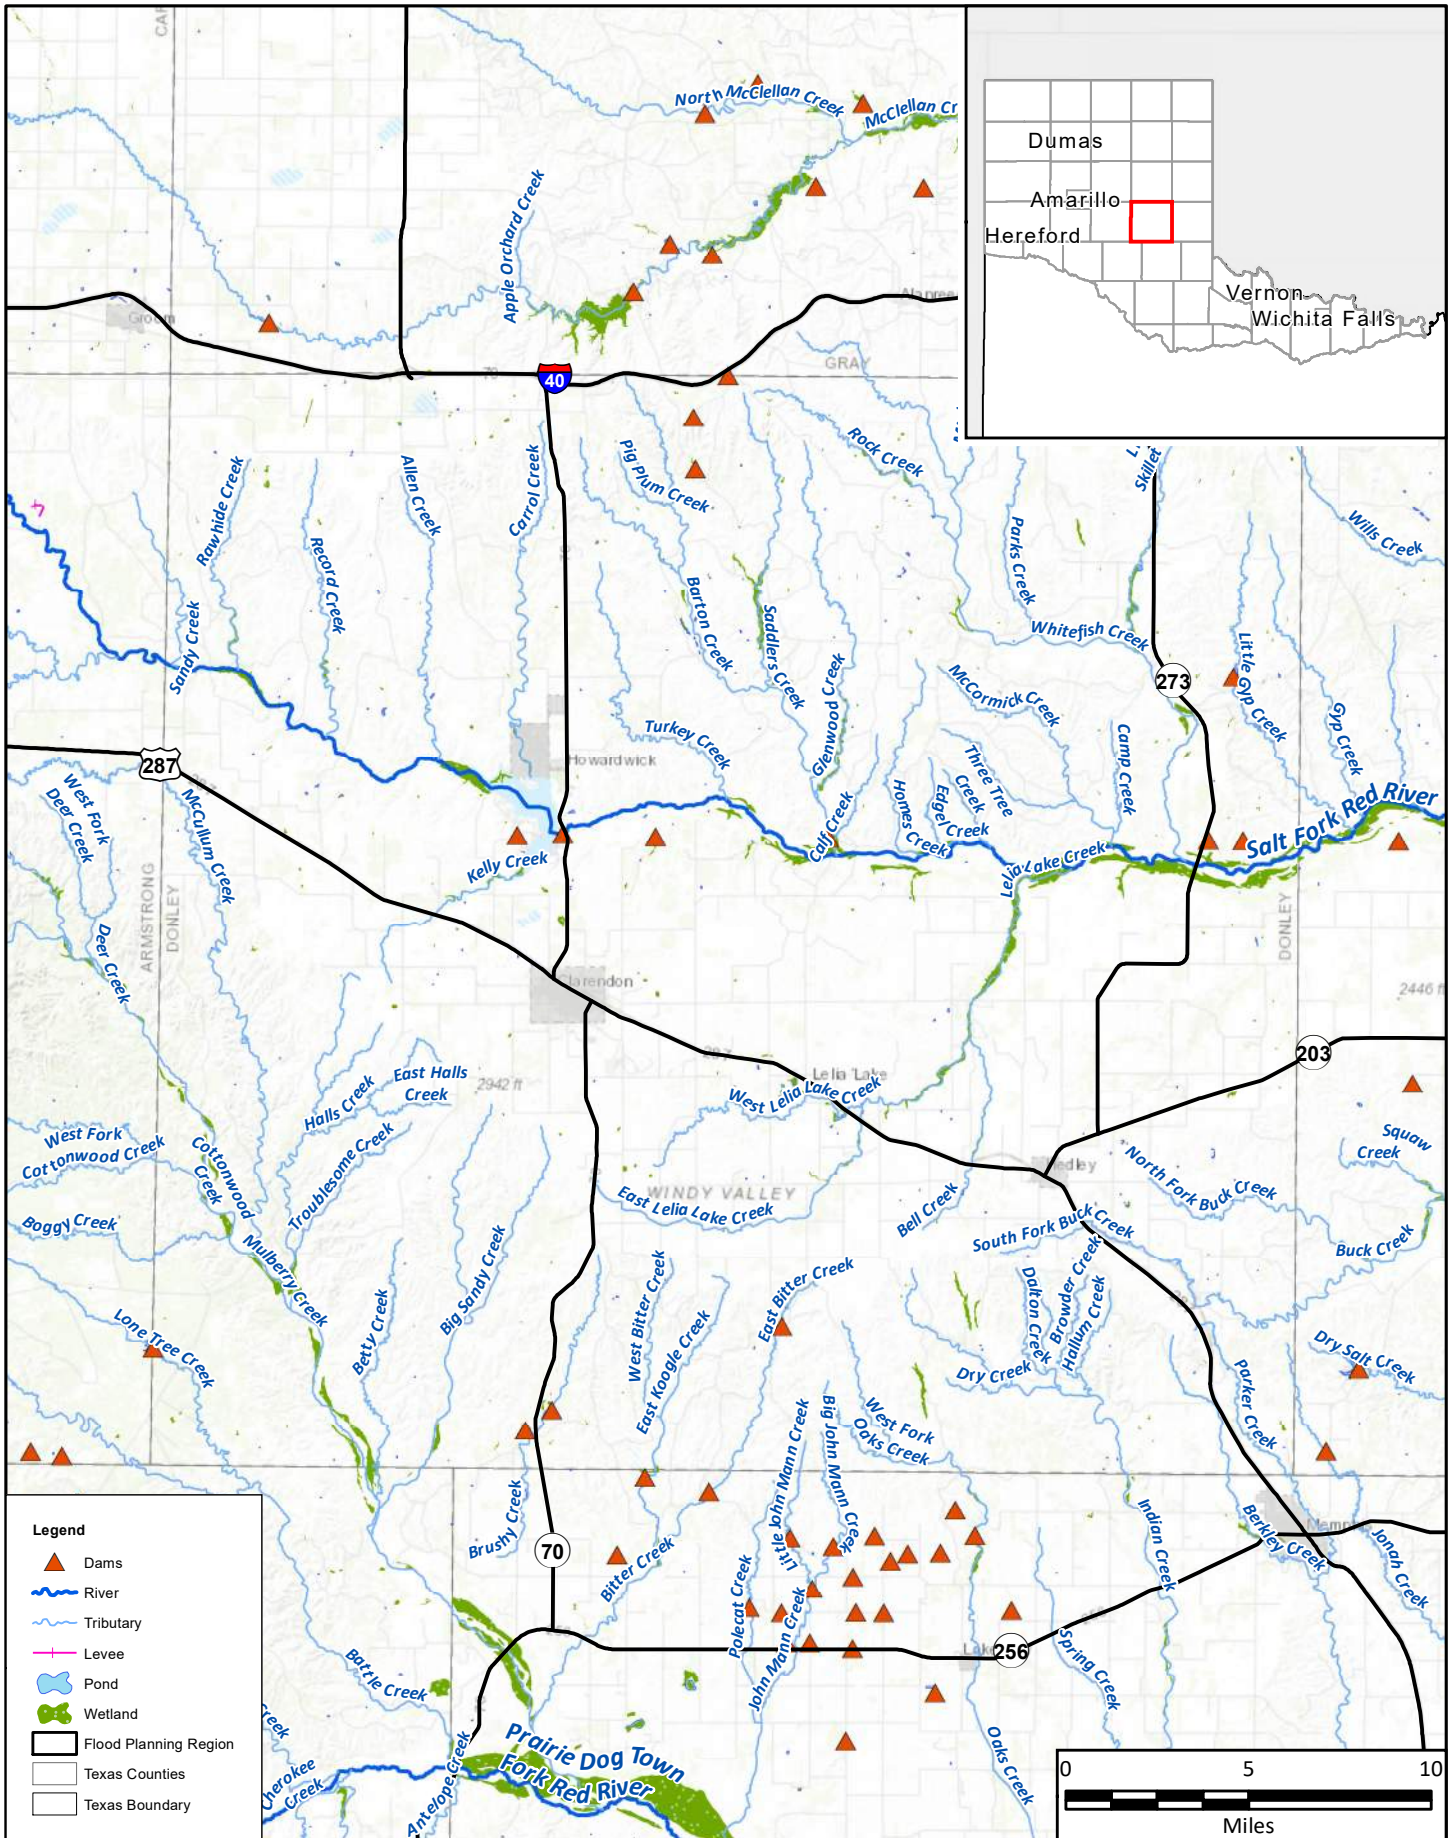 North McClellan Creek
McClellan Cr
Apple Orchard Creek
Groom
GRAY
40
Dumas
Amarillo
Hereford
Vernon
Wichita Falls
Rawhide Creek
Record Creek
Allen Creek
Carrol Creek
Pig Plum Creek
Rock Creek
Skillet
Wills Creek
Parks Creek
Barton Creek
Saddlers Creek
Glenwood Creek
Whitefish Creek
Sandy Creek
273
Little Gyp Creek
Gyp Creek
McCormick Creek
Turkey Creek
Camp Creek
Three Tree
Creek
Edgel Creek
Homes Creek
Calf Creek
Howardwick
287
West Fork
Deer Creek
McCullum Creek
Kelly Creek
Lelia Lake Creek
Salt Fork Red River
ARMSTRONG
DONLEY
DONLEY
Deer Creek
Clarendon
2446 ft
203
Lelia Lake
West Lelia Lake Creek
East Halls
Creek
2942 ft
Halls Creek
Troublesome Creek
West Fork
Cottonwood Creek
Cottonwood
Creek
Boggy Creek
Mulberry Creek
WINDY VALLEY
East Lelia Lake Creek
Bell Creek
Hedley
North Fork Buck Creek
South Fork Buck Creek
Squaw
Creek
Buck Creek
Lone Tree Creek
Betty Creek
Big Sandy Creek
West Bitter Creek
East Koogle Creek
East Bitter Creek
Dalton Creek
Browder Creek
Hallum Creek
Dry Creek
Dry Salt Creek
Parker Creek
West Fork
Oaks Creek
Big John Mann Creek
Little John Mann Creek
Brushy Creek
70
Bitter Creek
Polecat Creek
John Mann Creek
Indian Creek
Berkley Creek
Jonah Creek
256
Spring Creek
Oaks Creek
Battle Creek
Cherokee
Creek
Antelope Creek
Prairie Dog Town
Fork Red River
Legend
Dams
River
Tributary
Levee
Pond
Wetland
Flood Planning Region
Texas Counties
Texas Boundary
0 5 10
Miles